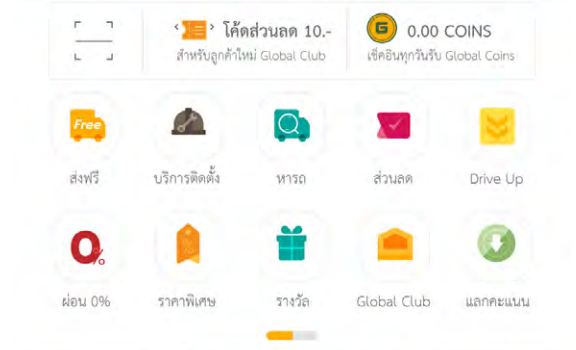 โค้ดส่วนลด 10.-
สำหรับลูกค้าใหม่ Global Club
G 0.00 COINS
เช็คอินทุกวันรับ Global Coins
Free
ส่งฟรี
บริการติดตั้ง
หารถ
ส่วนลด
Drive Up
0%
ผ่อน 0%
ราคาพิเศษ
รางวัล
Global Club
แลกคะแนน